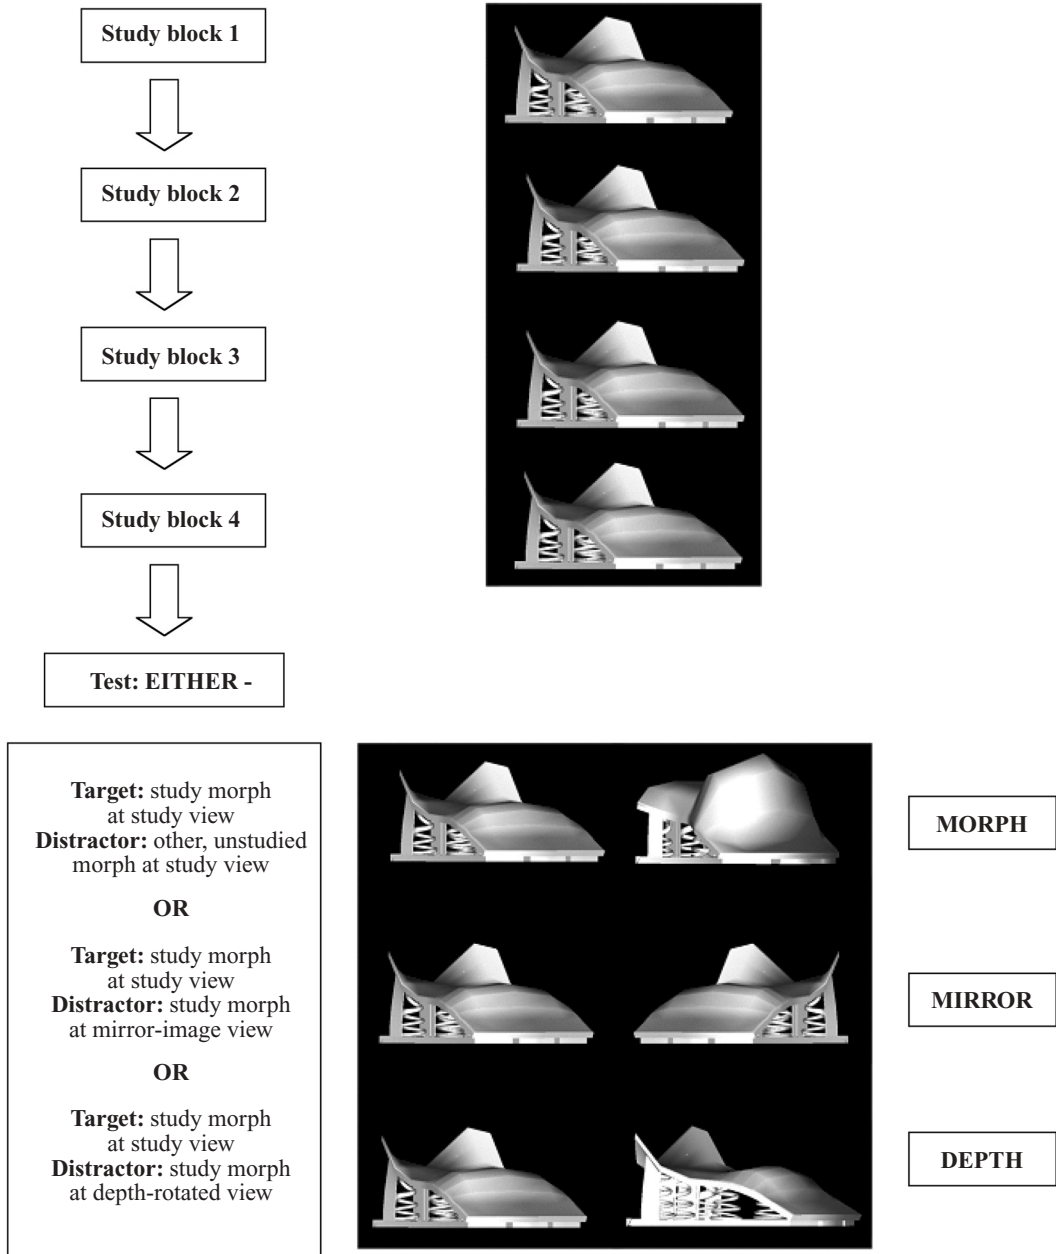 Study block 1
Study block 2
Study block 3
Study block 4
Test: EITHER -
Target: study morph
at study view
Distractor: other, unstudied
morph at study view
OR
Target: study morph
at study view
Distractor: study morph
at mirror-image view
OR
Target: study morph
at study view
Distractor: study morph
at depth-rotated view
MORPH
MIRROR
DEPTH